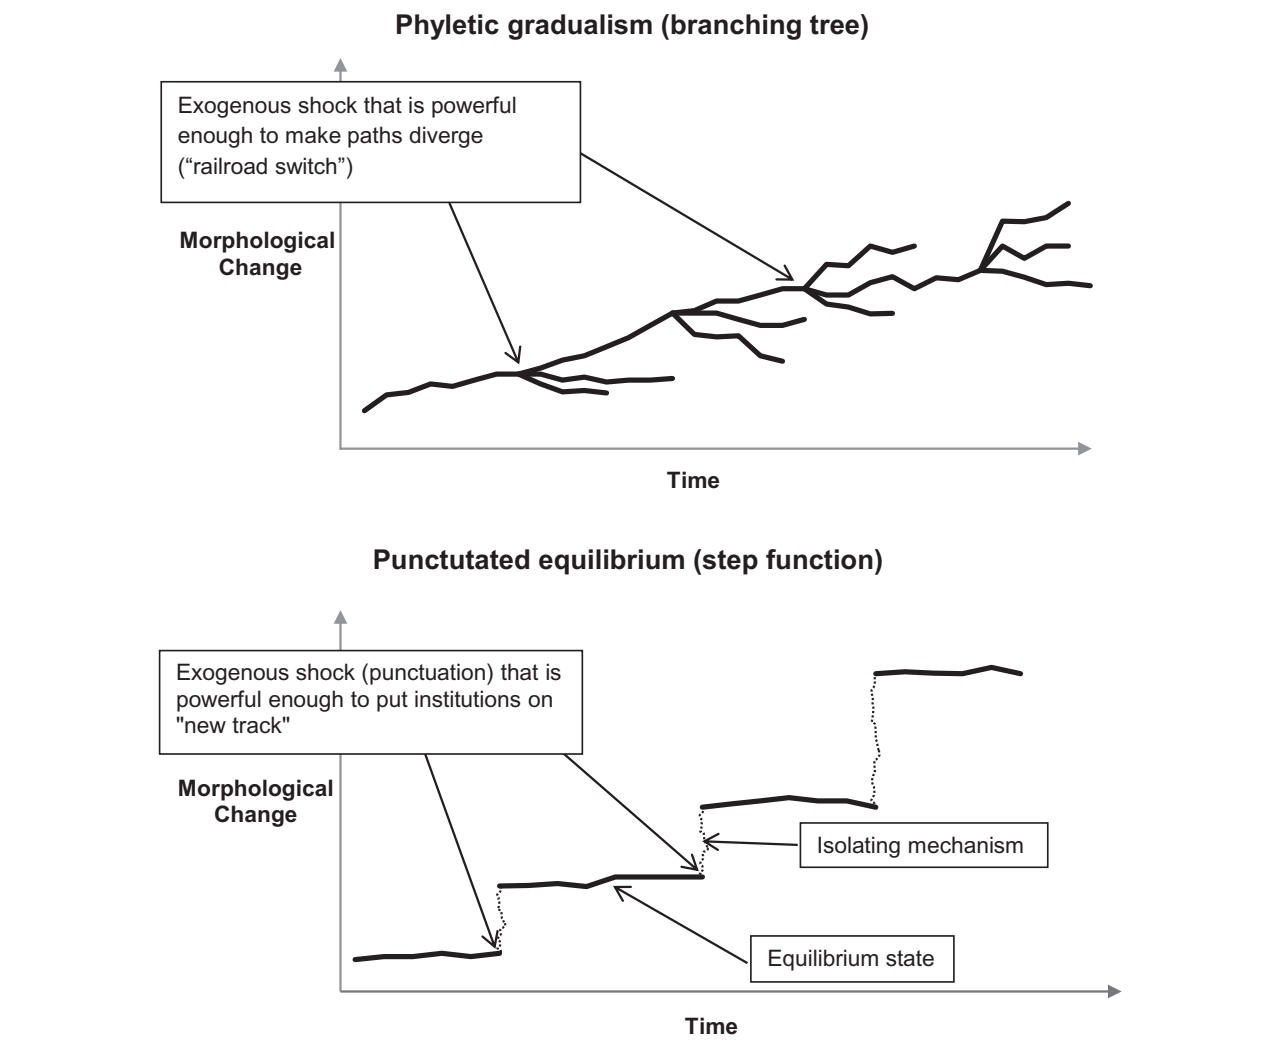 Phyletic gradualism (branching tree)
Exogenous shock that is powerful
enough to make paths diverge
(“railroad switch”)
Morphological
Change
Time
Punctutated equilibrium (step function)
Exogenous shock (punctuation) that is
powerful enough to put institutions on
"new track"
Morphological
Change
Isolating mechanism
Equilibrium state
Time